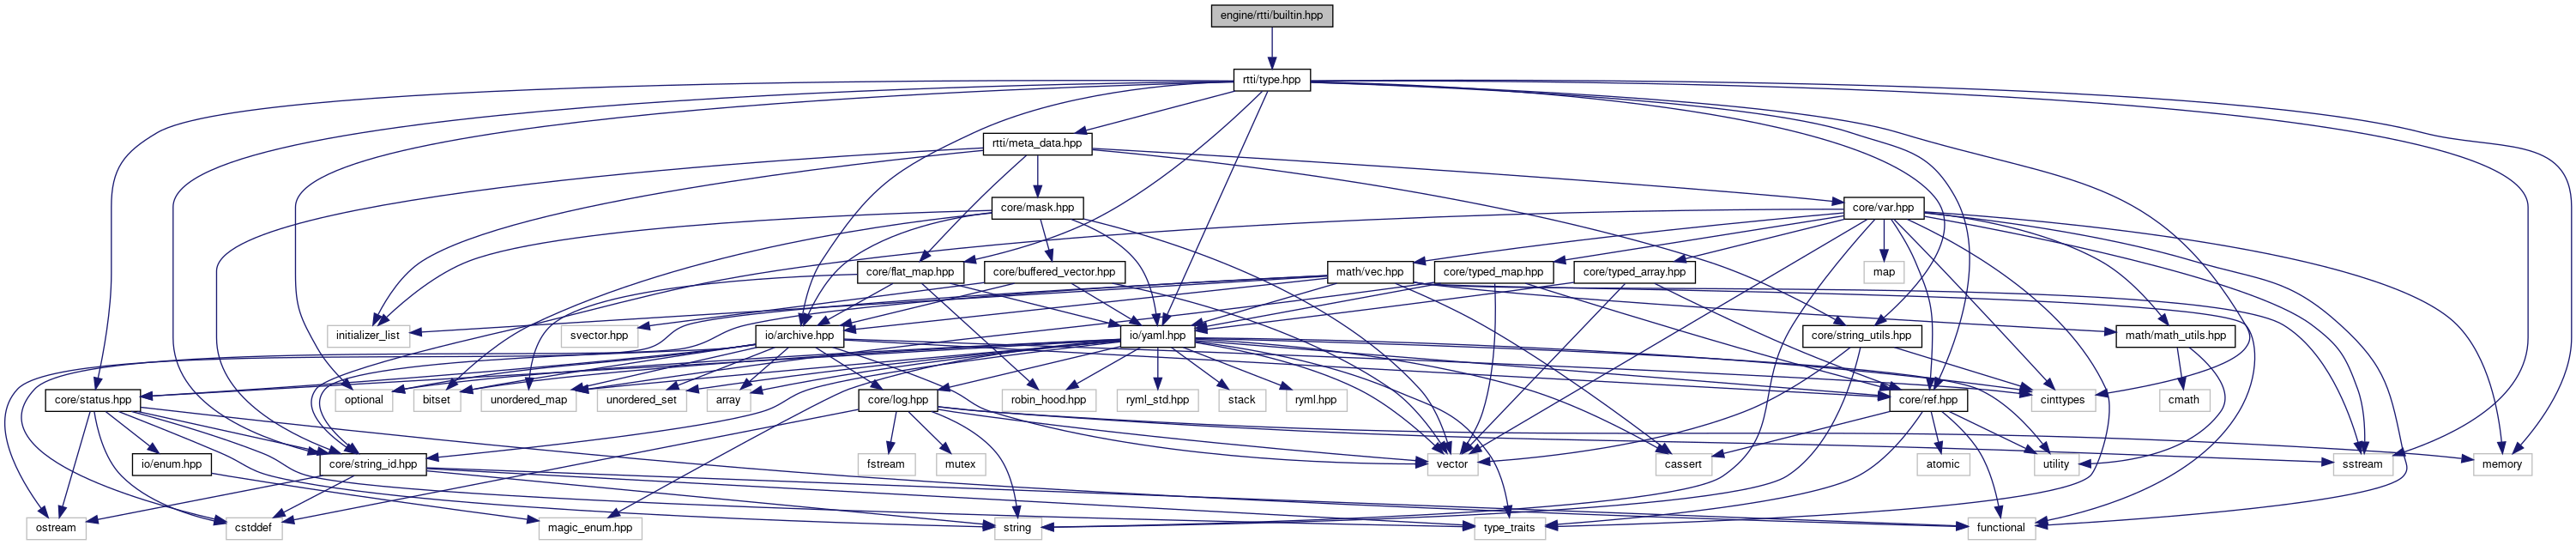 engine/rtti/builtin.hpp
rtti/type.hpp
rtti/meta_data.hpp
core/mask.hpp
core/var.hpp
core/flat_map.hpp
core/buffered_vector.hpp
math/vec.hpp
core/typed_map.hpp
core/typed_array.hpp
map
initializer_list
svector.hpp
io/archive.hpp
io/yaml.hpp
core/string_utils.hpp
math/math_utils.hpp
core/status.hpp
optional
bitset
unordered_map
unordered_set
array
core/log.hpp
robin_hood.hpp
ryml_std.hpp
stack
ryml.hpp
core/ref.hpp
cinttypes
cmath
io/enum.hpp
core/string_id.hpp
fstream
mutex
vector
cassert
atomic
utility
sstream
memory
ostream
cstddef
magic_enum.hpp
string
type_traits
functional